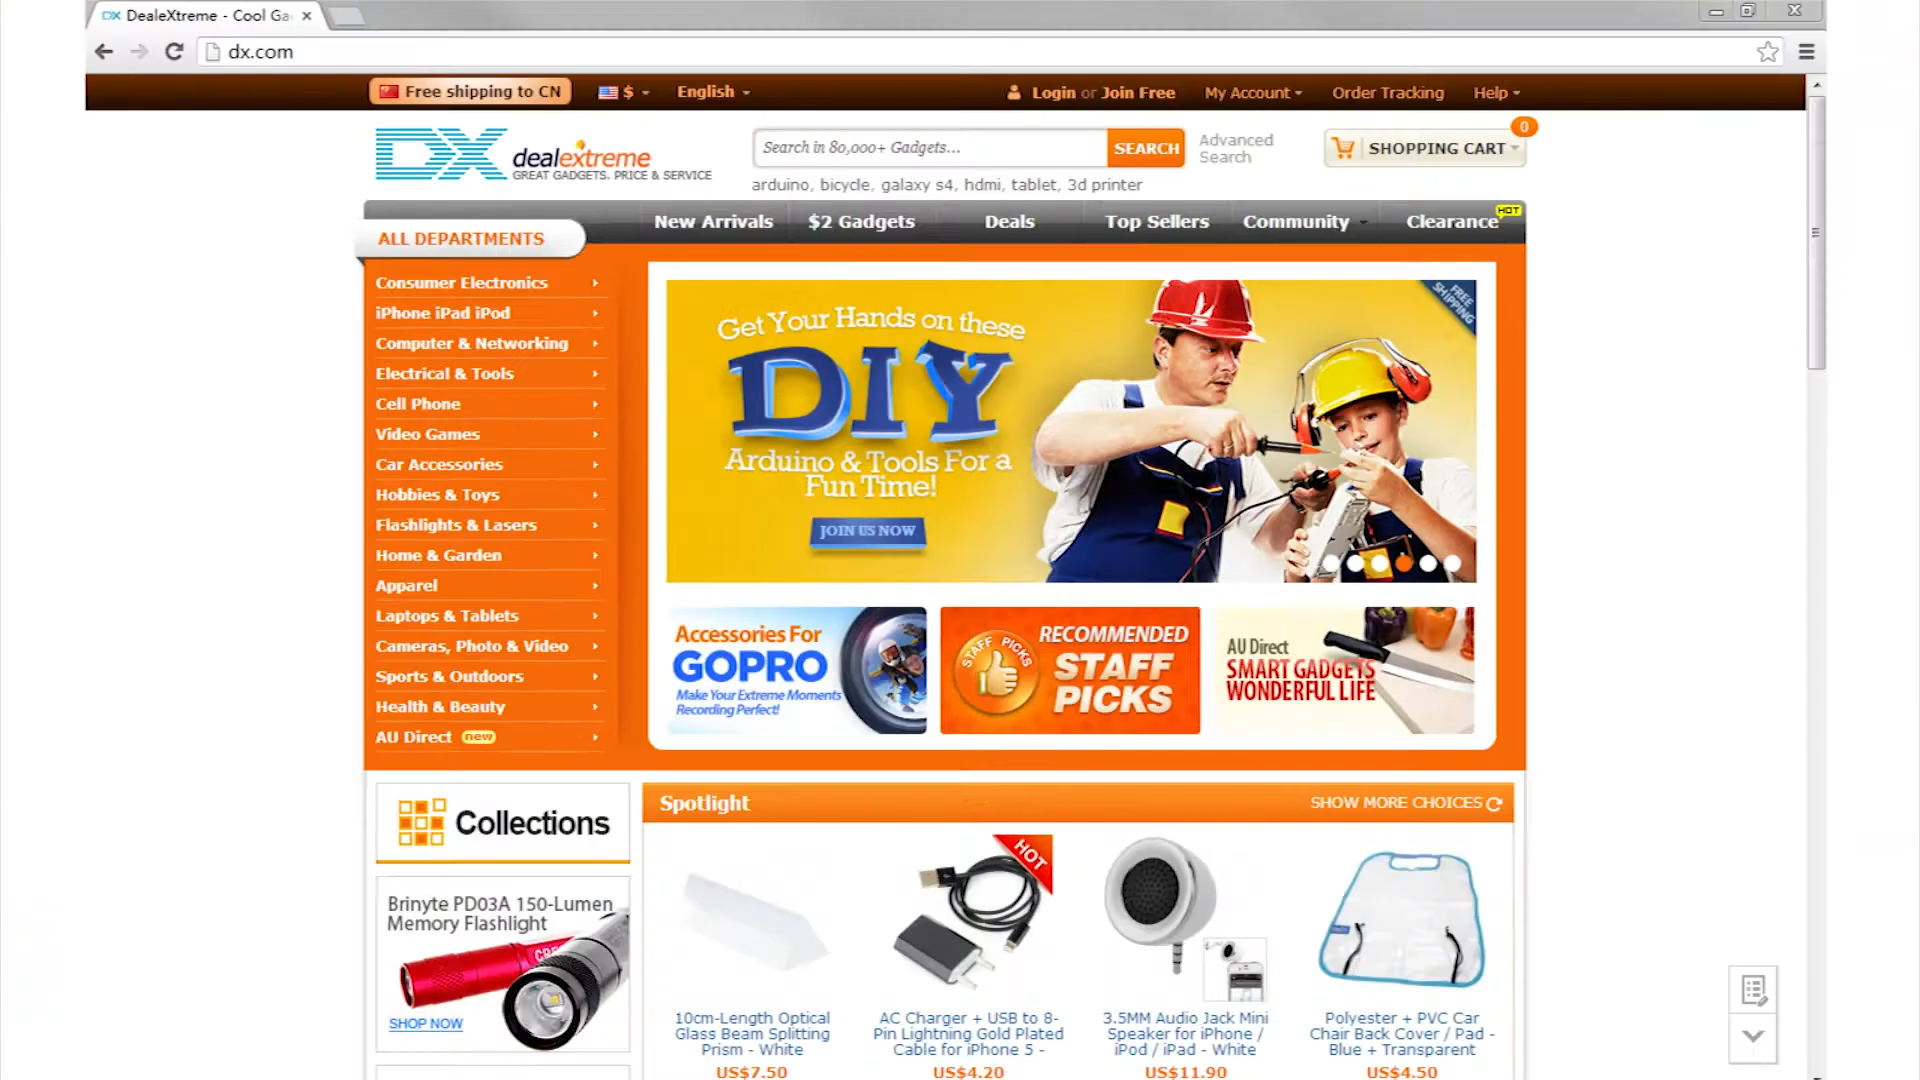 DX DealeXtreme - Cool Ga
dx.com
Free shipping to CN
$
English
Login or Join Free
My Account
Order Tracking
Help
DX
dealextreme
GREAT GADGETS. PRICE & SERVICE
Search in 80,000+ Gadgets...
SEARCH
Advanced
Search
0
SHOPPING CART
arduino, bicycle, galaxy s4, hdmi, tablet, 3d printer
ALL DEPARTMENTS
New Arrivals
$2 Gadgets
Deals
Top Sellers
Community
Clearance
HOT
Consumer Electronics
iPhone iPad iPod
Computer & Networking
Electrical & Tools
Cell Phone
Video Games
Car Accessories
Hobbies & Toys
Flashlights & Lasers
Home & Garden
Apparel
Laptops & Tablets
Cameras, Photo & Video
Sports & Outdoors
Health & Beauty
AU Direct new
Get Your Hands on these
DIY
Arduino & Tools For a
Fun Time!
JOIN US NOW
FREE
SHIPPING
Accessories For
GOPRO
Make Your Extreme Moments
Recording Perfect!
STAFF PICKS
RECOMMENDED
STAFF
PICKS
AU Direct
SMART GADGETS
WONDERFUL LIFE
Collections
Brinyte PD03A 150-Lumen
Memory Flashlight
CREE
SHOP NOW
Spotlight
SHOW MORE CHOICES
HOT
10cm-Length Optical
Glass Beam Splitting
Prism - White
US$7.50
AC Charger + USB to 8-
Pin Lightning Gold Plated
Cable for iPhone 5 -
US$4.20
3.5MM Audio Jack Mini
Speaker for iPhone /
iPod / iPad - White
US$11.90
Polyester + PVC Car
Chair Back Cover / Pad -
Blue + Transparent
US$4.50